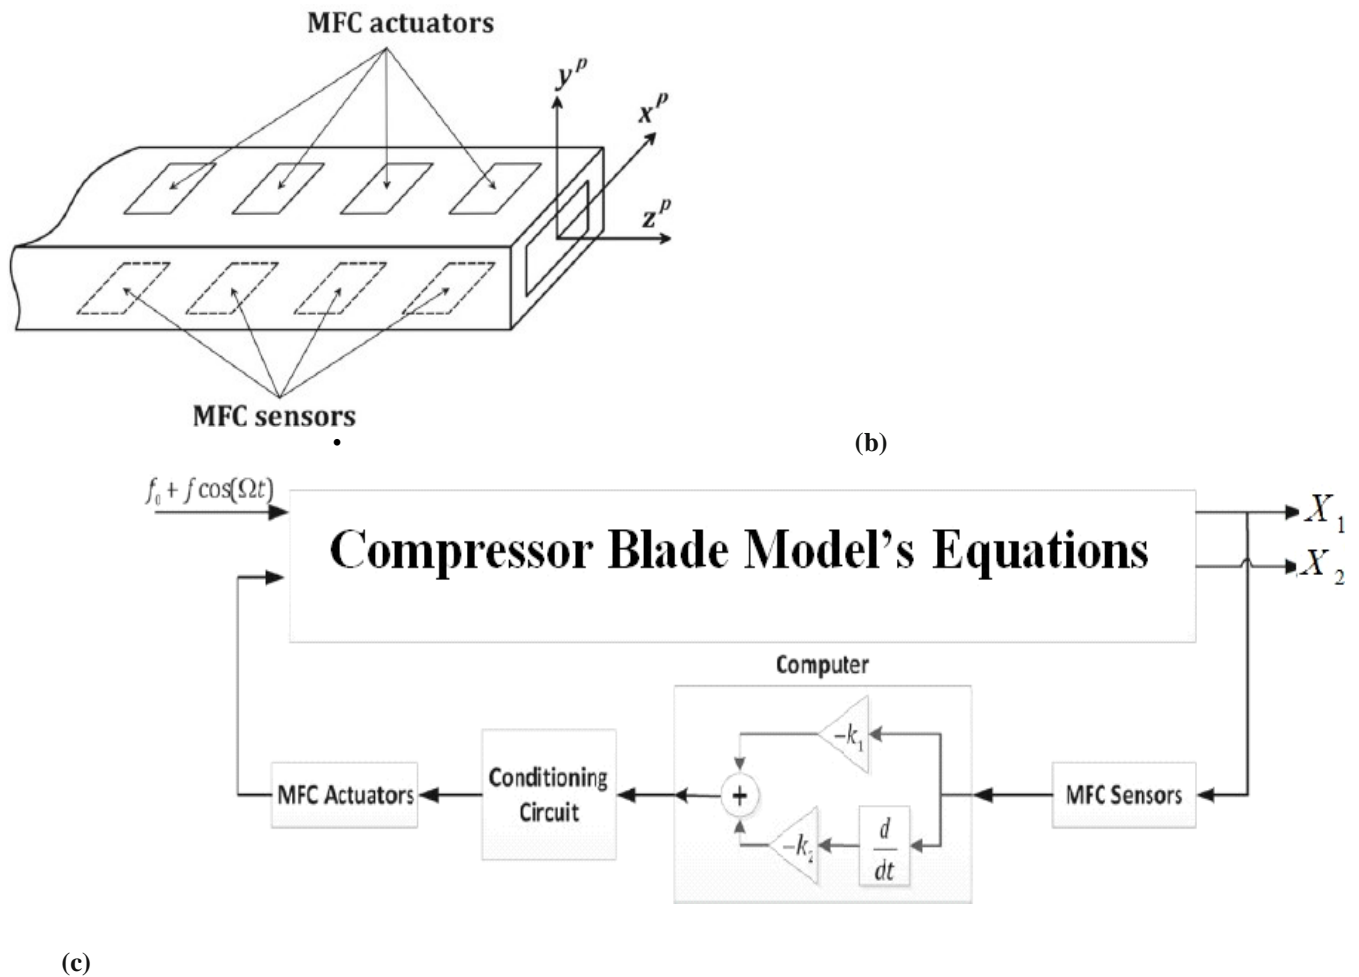 MFC actuators
y^p
x^p
z^p
MFC sensors
(b)
f_0 + f cos(Ωt)
Compressor Blade Model's Equations
X_1
X_2
Computer
-k_1
MFC Actuators
Conditioning
Circuit
+
MFC Sensors
-k_2
d
dt
(c)